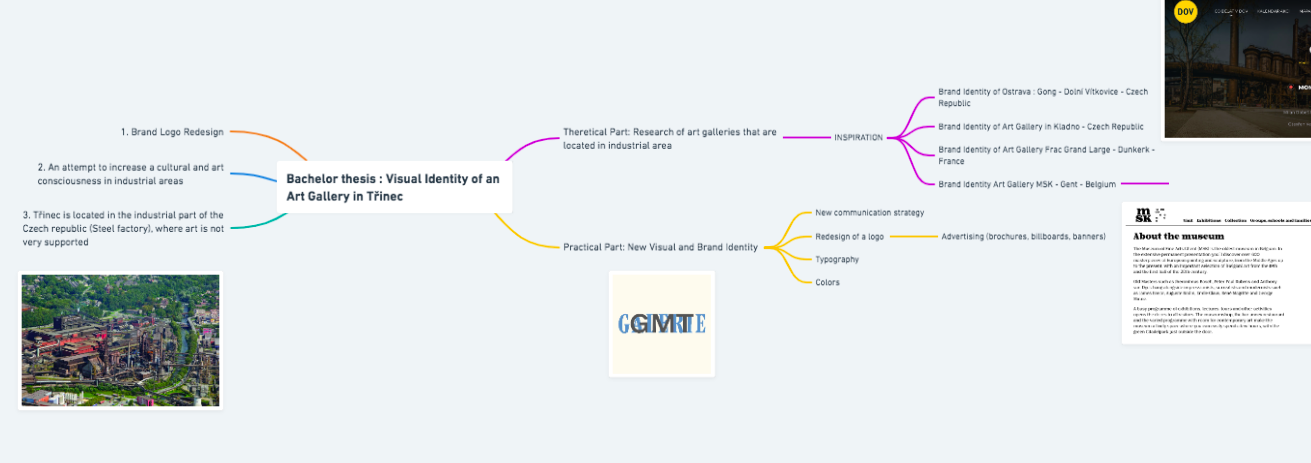 1. Brand Logo Redesign
2. An attempt to increase a cultural and art
consciousness in industrial areas
3. Třinec is located in the industrial part of the
Czech republic (Steel factory), where art is not
very supported
Bachelor thesis : Visual Identity of an
Art Gallery in Třinec
Theretical Part: Research of art galleries that are
located in industrial area
INSPIRATION
Brand Identity of Ostrava : Gong - Dolní Vítkovice - Czech
Republic
Brand Identity of Art Gallery in Kladno - Czech Republic
Brand Identity of Art Gallery Frac Grand Large - Dunkerk -
France
Brand Identity Art Gallery MSK - Gent - Belgium
Practical Part: New Visual and Brand Identity
New communication strategy
Redesign of a logo
Advertising (brochures, billboards, banners)
Typography
Colors
GALERIE
GMT
DOV
msk
Visit Exhibitions Collection
About the museum